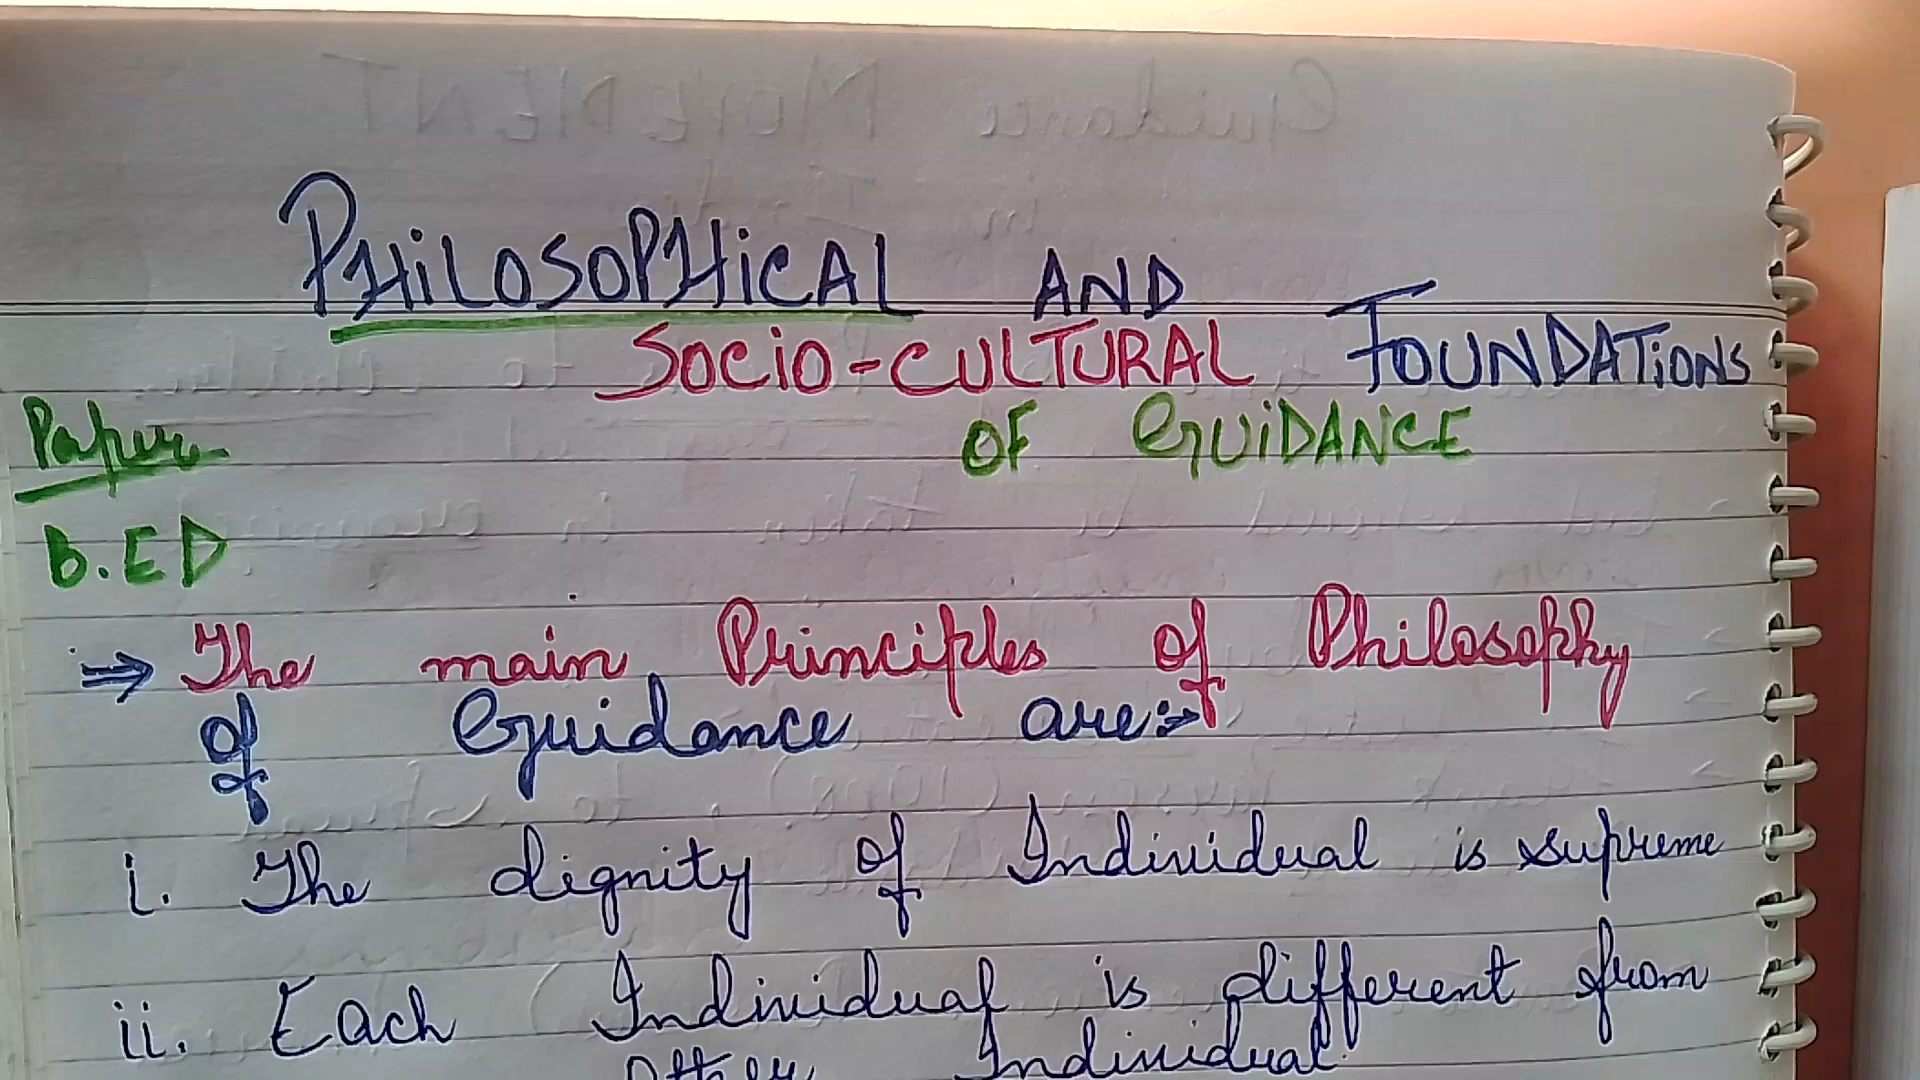 PHiLOSOPHiCAL AND
SOCiO-CULTURAL FOUNDATiONS
OF GUiDANCE
Paper
B.ED
⇒ The main Principles of Philosophy
of Guidance are:⇒
i. The dignity of Individual is supreme
ii. Each Individual is different from
Other Individual.